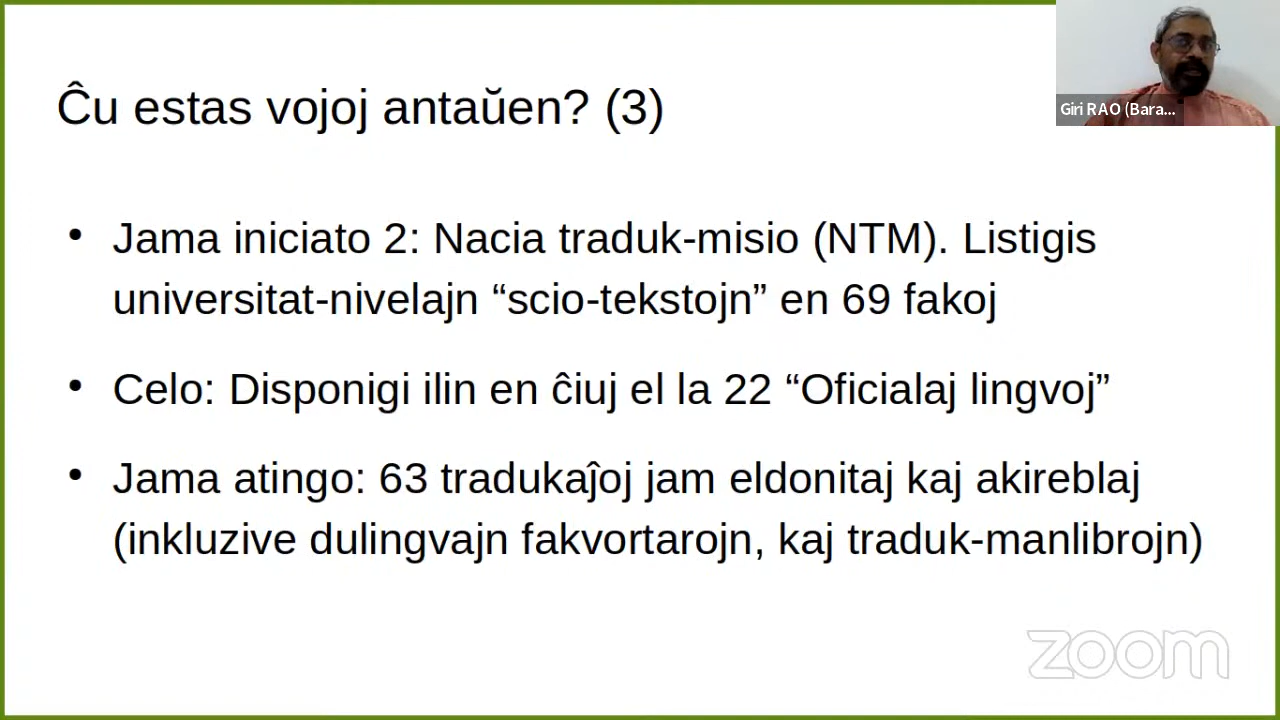 Ĉu estas vojoj antaŭen? (3)
Giri RAO (Bara...
• Jama iniciato 2: Nacia traduk-misio (NTM). Listigis
universitat-nivelajn “scio-tekstojn” en 69 fakoj
• Celo: Disponigi ilin en ĉiuj el la 22 “Oficialaj lingvoj”
• Jama atingo: 63 tradukaĵoj jam eldonitaj kaj akireblaj
(inkluzive dulingvajn fakvortarojn, kaj traduk-manlibrojn)
zoom